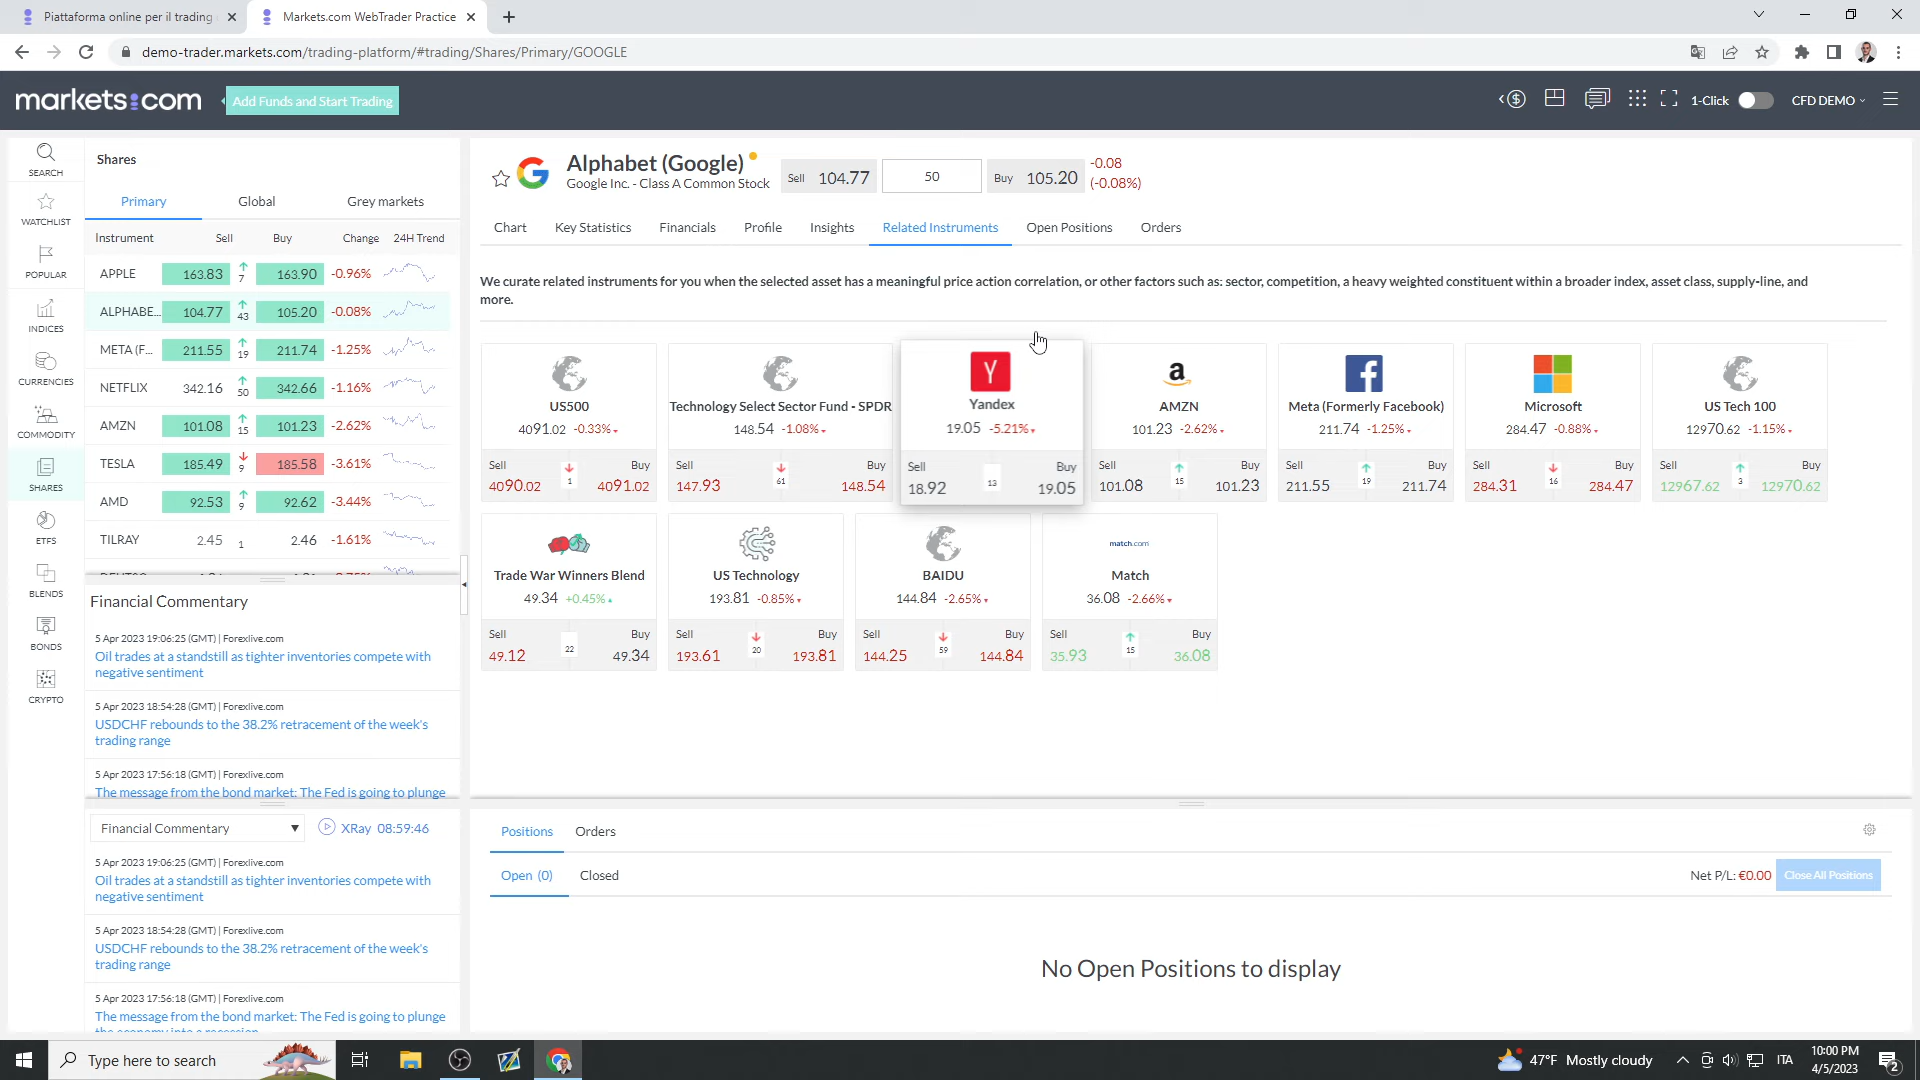 Piattaforma online per il trading
Markets.com WebTrader Practice
demo-trader.markets.com/trading-platform/#trading/Shares/Primary/GOOGLE
markets:com
Add Funds and Start Trading
1-Click
CFD DEMO
SEARCH
WATCHLIST
POPULAR
INDICES
CURRENCIES
COMMODITY
SHARES
ETFS
BLENDS
BONDS
CRYPTO
Shares
Primary Global Grey markets
Instrument Sell Buy Change 24H Trend
APPLE 163.83 7 163.90 -0.96%
ALPHABE... 104.77 43 105.20 -0.08%
META (F... 211.55 19 211.74 -1.25%
NETFLIX 342.16 50 342.66 -1.16%
AMZN 101.08 15 101.23 -2.62%
TESLA 185.49 9 185.58 -3.61%
AMD 92.53 9 92.62 -3.44%
TILRAY 2.45 1 2.46 -1.61%
Financial Commentary
5 Apr 2023 19:06:25 (GMT) | Forexlive.com
Oil trades at a standstill as tighter inventories compete with
negative sentiment
5 Apr 2023 18:54:28 (GMT) | Forexlive.com
USDCHF rebounds to the 38.2% retracement of the week's
trading range
5 Apr 2023 17:56:18 (GMT) | Forexlive.com
The message from the bond market: The Fed is going to plunge
Financial Commentary
XRay 08:59:46
5 Apr 2023 19:06:25 (GMT) | Forexlive.com
Oil trades at a standstill as tighter inventories compete with
negative sentiment
5 Apr 2023 18:54:28 (GMT) | Forexlive.com
USDCHF rebounds to the 38.2% retracement of the week's
trading range
5 Apr 2023 17:56:18 (GMT) | Forexlive.com
The message from the bond market: The Fed is going to plunge
the economy into a recession
Alphabet (Google)
Google Inc. - Class A Common Stock
Sell 104.77
50
Buy 105.20
-0.08
(-0.08%)
Chart Key Statistics Financials Profile Insights Related Instruments Open Positions Orders
We curate related instruments for you when the selected asset has a meaningful price action correlation, or other factors such as: sector, competition, a heavy weighted constituent within a broader index, asset class, supply-line, and
more.
US500
4091.02 -0.33%
Sell Buy
4090.02 1 4091.02
Technology Select Sector Fund - SPDR
148.54 -1.08%
Sell Buy
147.93 61 148.54
Y
Yandex
19.05 -5.21%
Sell Buy
18.92 13 19.05
a
AMZN
101.23 -2.62%
Sell Buy
101.08 15 101.23
f
Meta (Formerly Facebook)
211.74 -1.25%
Sell Buy
211.55 19 211.74
Microsoft
284.47 -0.88%
Sell Buy
284.31 16 284.47
US Tech 100
12970.62 -1.15%
Sell Buy
12967.62 3 12970.62
Trade War Winners Blend
49.34 +0.45%
Sell Buy
49.12 22 49.34
US Technology
193.81 -0.85%
Sell Buy
193.61 20 193.81
BAIDU
144.84 -2.65%
Sell Buy
144.25 59 144.84
match.com
Match
36.08 -2.66%
Sell Buy
35.93 15 36.08
Positions Orders
Open (0) Closed
Net P/L: €0.00
Close All Positions
No Open Positions to display
Type here to search
47°F Mostly cloudy
ITA
10:00 PM
4/5/2023
2